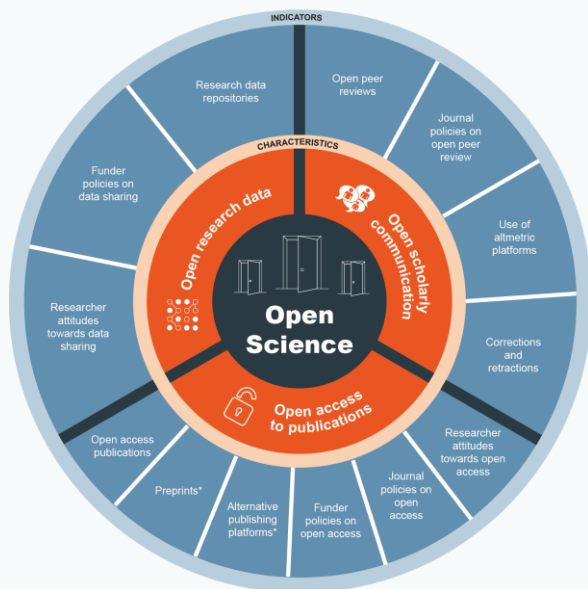 INDICATORS
Open peer
reviews
Journal
policies on
open peer
review
Use of
altmetric
platforms
Corrections
and
retractions
Researcher
attitudes
towards open
access
Journal
policies on
open
access
Funder
policies on
open access
Alternative
publishing
platforms*
Preprints*
Open access
publications
Researcher
attitudes
towards data
sharing
Funder
policies on
data sharing
Research data
repositories
CHARACTERISTICS
Open scholarly
communication
Open access
to publications
Open research data
Open
Science